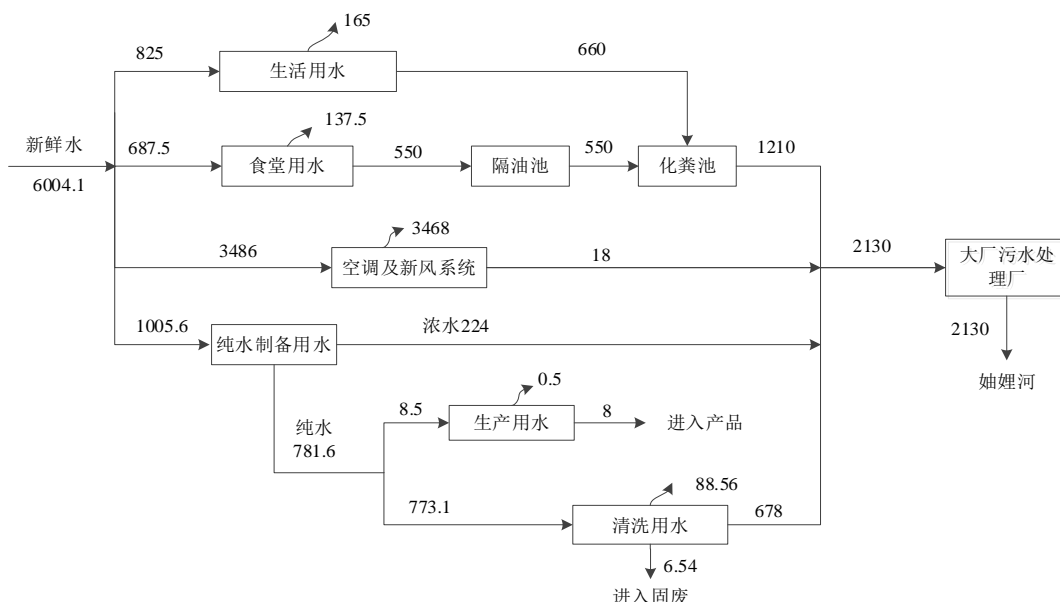 165
825
生活用水
660
新鲜水
6004.1
137.5
687.5
食堂用水
550
隔油池
550
化粪池
1210
3468
3486
空调及新风系统
18
2130
大厂污水处
理厂
2130
妯娌河
1005.6
纯水制备用水
浓水224
0.5
纯水
781.6
8.5
生产用水
8
进入产品
88.56
773.1
清洗用水
678
6.54
进入固废